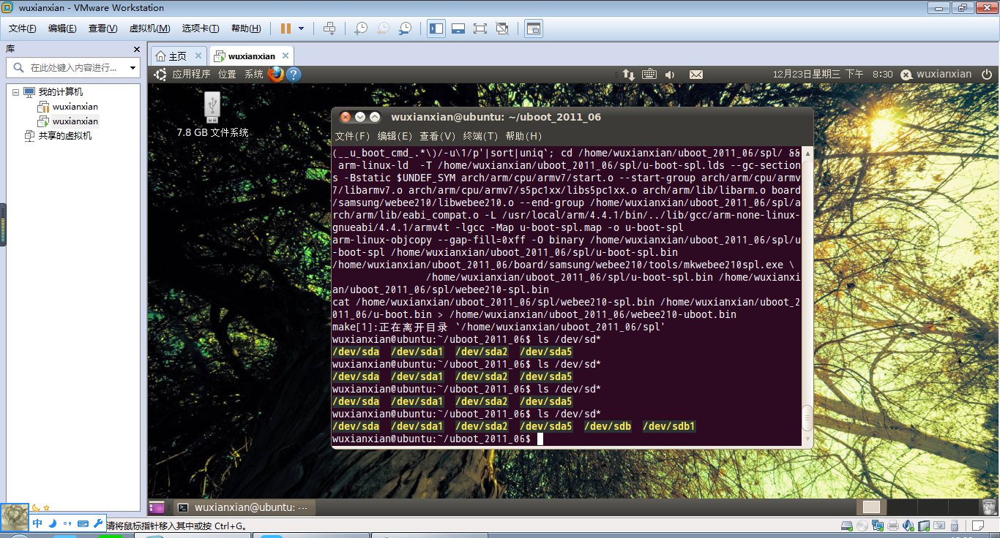 wuxianxian - VMware Workstation
文件(F) 编辑(E) 查看(V) 虚拟机(M) 选项卡(T) 帮助(H)
库
在此处键入内容进行...
我的计算机
wuxianxian
wuxianxian
共享的虚拟机
主页 wuxianxian
应用程序 位置 系统 12月23日星期三 下午 8:30 wuxianxian
7.8 GB 文件系统
wuxianxian@ubuntu: ~/uboot_2011_06
文件(F) 编辑(E) 查看(V) 终端(T) 帮助(H)
(__u_boot_cmd_.*\)/-u\1/p'|sort|uniq`; cd /home/wuxianxian/uboot_2011_06/spl/ &&
 arm-linux-ld  -T /home/wuxianxian/uboot_2011_06/spl/u-boot-spl.lds --gc-section
s -Bstatic $UNDEF_SYM arch/arm/cpu/armv7/start.o --start-group arch/arm/cpu/armv
7/libarmv7.o arch/arm/cpu/armv7/s5pc1xx/libs5pc1xx.o arch/arm/lib/libarm.o board
/samsung/webee210/libwebee210.o --end-group /home/wuxianxian/uboot_2011_06/spl/a
rch/arm/lib/eabi_compat.o -L /usr/local/arm/4.4.1/bin/../lib/gcc/arm-none-linux-
gnueabi/4.4.1/armv4t -lgcc -Map u-boot-spl.map -o u-boot-spl
arm-linux-objcopy --gap-fill=0xff -O binary /home/wuxianxian/uboot_2011_06/spl/u
-boot-spl /home/wuxianxian/uboot_2011_06/spl/u-boot-spl.bin
/home/wuxianxian/uboot_2011_06/board/samsung/webee210/tools/mkwebee210spl.exe \
/home/wuxianxian/uboot_2011_06/spl/u-boot-spl.bin /home/wuxianxi
an/uboot_2011_06/spl/webee210-spl.bin
cat /home/wuxianxian/uboot_2011_06/spl/webee210-spl.bin /home/wuxianxian/uboot_2
011_06/u-boot.bin > /home/wuxianxian/uboot_2011_06/webee210-uboot.bin
make[1]:正在离开目录 `/home/wuxianxian/uboot_2011_06/spl'
wuxianxian@ubuntu:~/uboot_2011_06$ ls /dev/sd*
/dev/sda  /dev/sda1  /dev/sda2  /dev/sda5
wuxianxian@ubuntu:~/uboot_2011_06$ ls /dev/sd*
/dev/sda  /dev/sda1  /dev/sda2  /dev/sda5
wuxianxian@ubuntu:~/uboot_2011_06$ ls /dev/sd*
/dev/sda  /dev/sda1  /dev/sda2  /dev/sda5
wuxianxian@ubuntu:~/uboot_2011_06$ ls /dev/sd*
/dev/sda  /dev/sda1  /dev/sda2  /dev/sda5  /dev/sdb  /dev/sdb1
wuxianxian@ubuntu:~/uboot_2011_06$
wuxianxian@ubuntu: ...
中 请将鼠标指针移入其中或按 Ctrl+G。